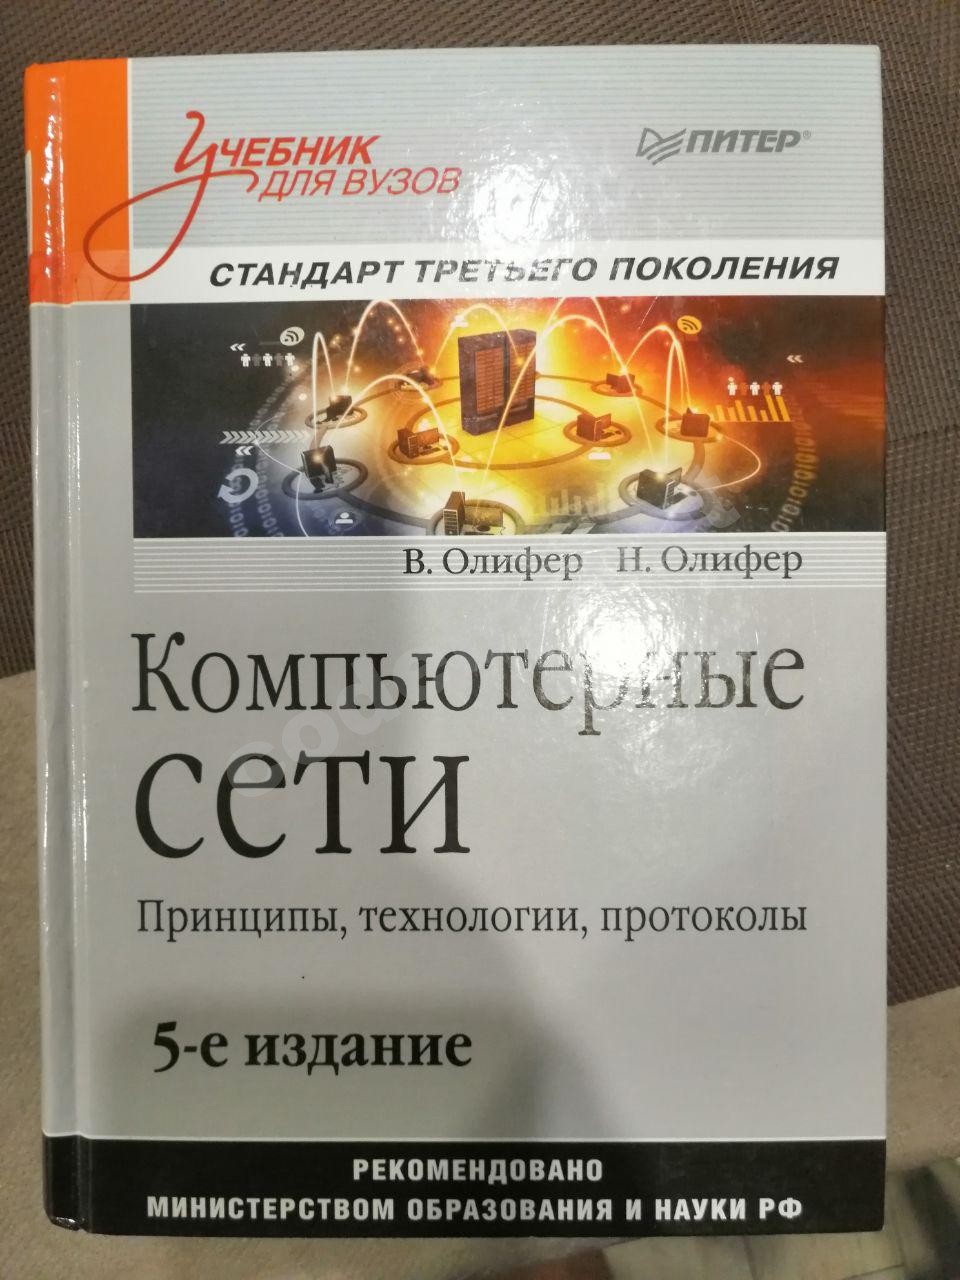 УЧЕБНИК
ДЛЯ ВУЗОВ
ПИТЕР®
СТАНДАРТ ТРЕТЬЕГО ПОКОЛЕНИЯ
В. Олифер Н. Олифер
Компьютерные
сети
Принципы, технологии, протоколы
5-е издание
РЕКОМЕНДОВАНО
МИНИСТЕРСТВОМ ОБРАЗОВАНИЯ И НАУКИ РФ